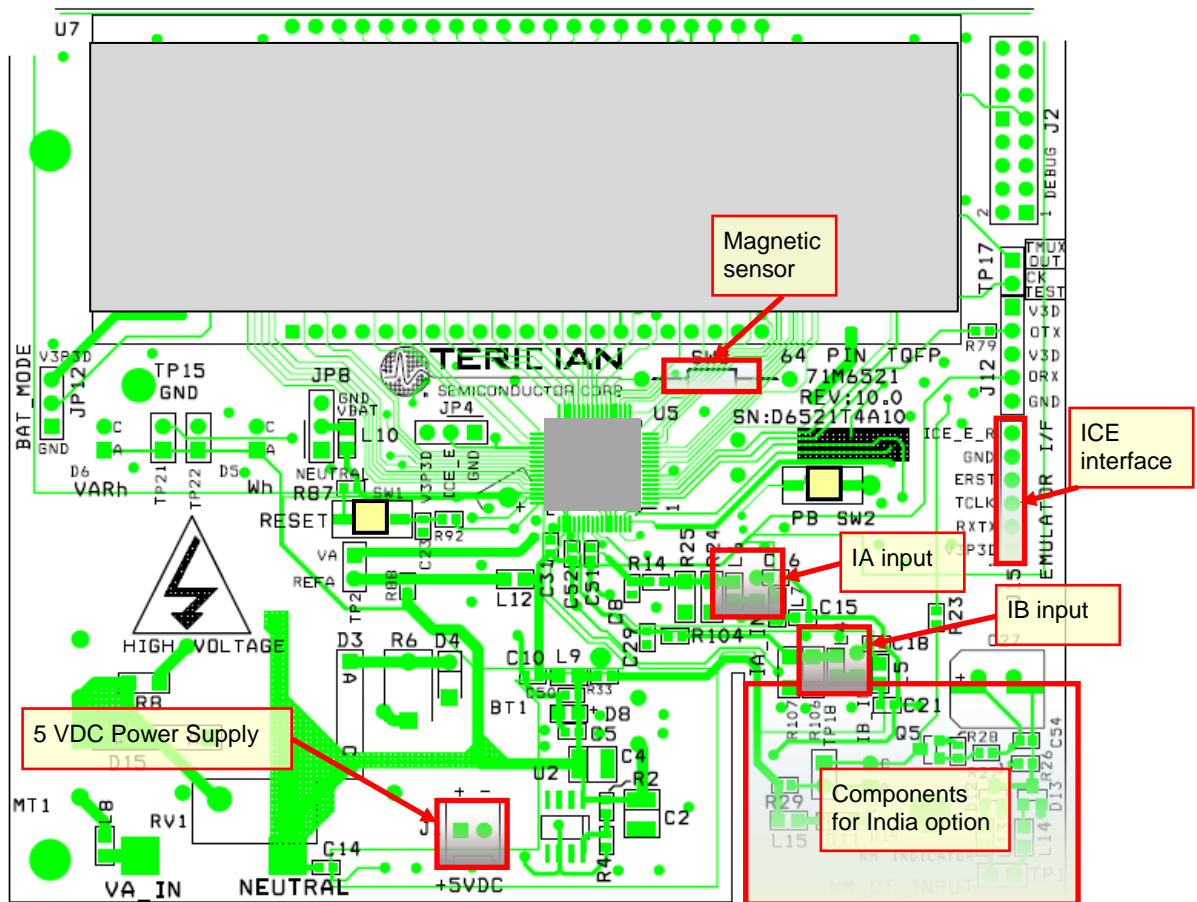 U7
J2
DEBUG
2
1
Magnetic
sensor
TP17
TMUX
OUT
CK
TEST
V3D
OTX
V3D
DRX
GND
R79
J12
BAT_MODE
V3P3D
JP12
GND
TP15
GND
JP8
GND
VBAT
L10
NEUTRAL
TERIDIAN
SEMICONDUCTOR CORP.
JP4
V3P3D
ICE_E
GND
U5
64 PIN TQFP
71M6521
REV:10.0
SN:D6521T4A10
C
A
D6
VARh
TP21
TP22
D5
Wh
C
A
R87
SW1
RESET
C23
R92
1
PB SW2
ICE_E_R
GND
ERST
TCLK
RXTX
V3P3D
EMULATOR I/F
ICE
interface
VA
REFA
TP2
R88
L12
C31
C52
C51
R14
R25
R24
C8
C29
R104
IA input
C15
IB input
R23
C27
C18
L5
C21
HIGH VOLTAGE
D3
A
C
R6
D4
C10
L9
C50
R33
BT1
D8
C5
C4
U2
R2
C2
R4
R8
D15
5 VDC Power Supply
MT1
L8
RV1
C14
VA_IN
NEUTRAL
+ -
+5VDC
R107
R106
TP18
Q5
R28
C54
R26
R27
D13
R29
L15
L14
Components
for India option
NM INDICATOR
NM CT INPUT
TP1